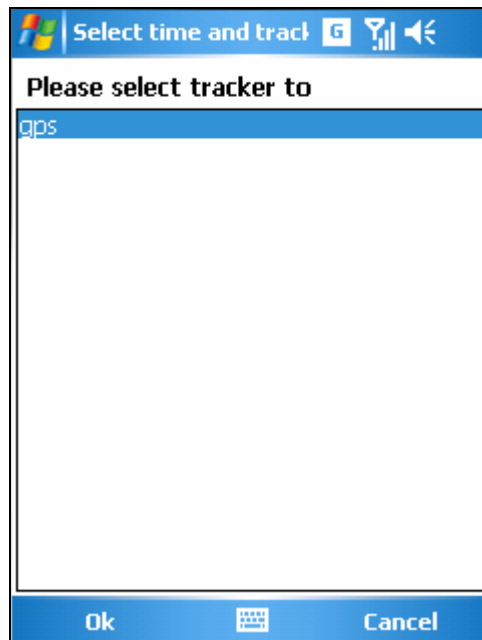 Select time and track
G
Please select tracker to
gps
Ok
Cancel